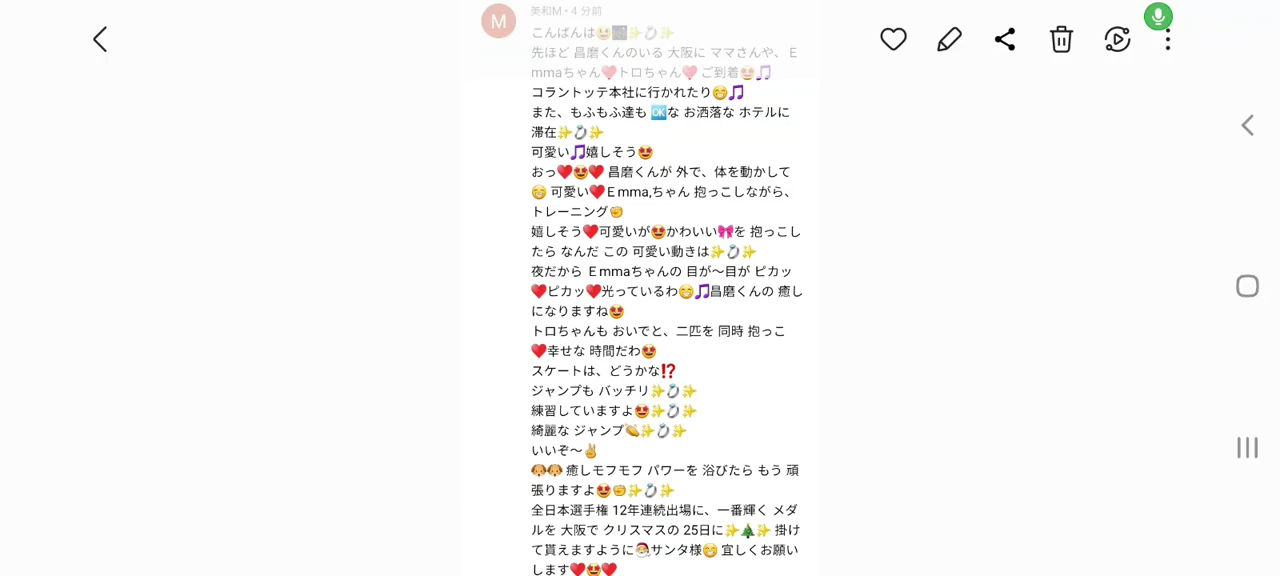 M
美和M・4 分前
こんばんは😀🌃✨💍✨
先ほど 昌磨くんのいる 大阪に ママさんや、Ｅ
mmaちゃん❤️トロちゃん❤️ ご到着🤩🎵
コラントッテ本社に行かれたり😁🎵
また、もふもふ達も 🆗な お洒落な ホテルに
滞在✨💍✨
可愛い🎵嬉しそう🤩
おっ❤️🤩❤️ 昌磨くんが 外で、体を動かして
😁 可愛い❤️Ｅmma,ちゃん 抱っこしながら、
トレーニング✊
嬉しそう❤️可愛いが🤩かわいい🎀を 抱っこし
たら なんだ この 可愛い動きは✨💍✨
夜だから Ｅmmaちゃんの 目が〜目が ピカッ
❤️ピカッ❤️光っているわ😁🎵昌磨くんの 癒し
になりますね🤩
トロちゃんも おいでと、二匹を 同時 抱っこ
❤️幸せな 時間だわ🤩
スケートは、どうかな⁉️
ジャンプも バッチリ✨💍✨
練習していますよ🤩✨💍✨
綺麗な ジャンプ👏✨💍✨
いいぞ〜✌️
🐶🐶 癒しモフモフ パワーを 浴びたら もう 頑
張りますよ🤩✊✨💍✨
全日本選手権 12年連続出場に、一番輝く メダ
ルを 大阪で クリスマスの 25日に✨🎄✨ 掛け
て貰えますように🎅サンタ様😁 宜しくお願い
します❤️🤩❤️